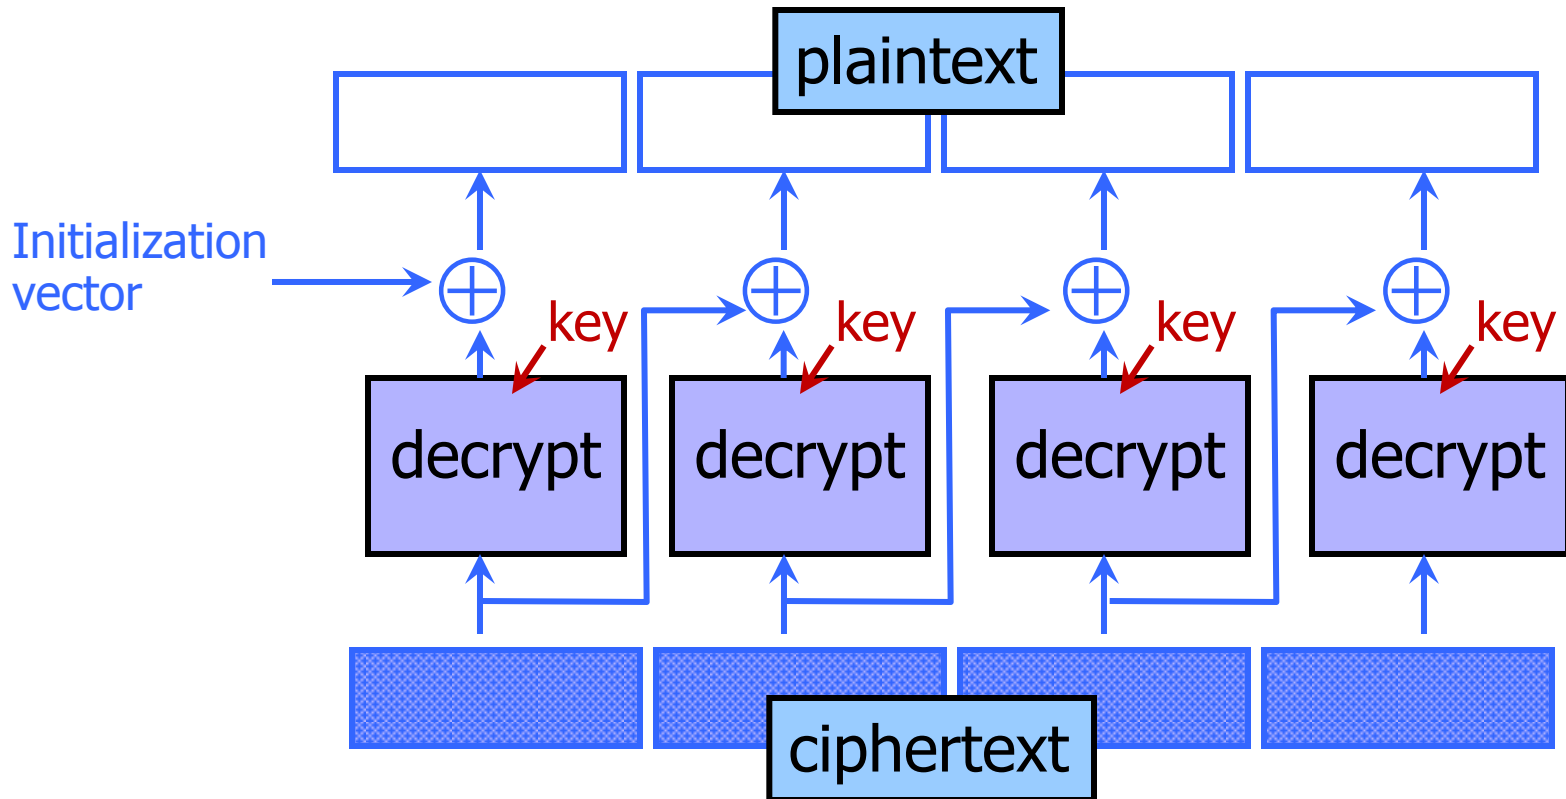 plaintext
Initialization
vector
key
key
key
key
decrypt
decrypt
decrypt
decrypt
ciphertext